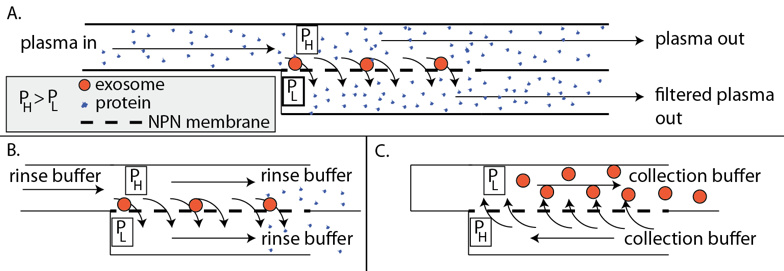 A.
plasma in
P_H
plasma out
P_L
filtered plasma
out
P_H > P_L
exosome
protein
NPN membrane
B.
rinse buffer
P_H
rinse buffer
P_L
rinse buffer
C.
P_L
collection buffer
P_H
collection buffer